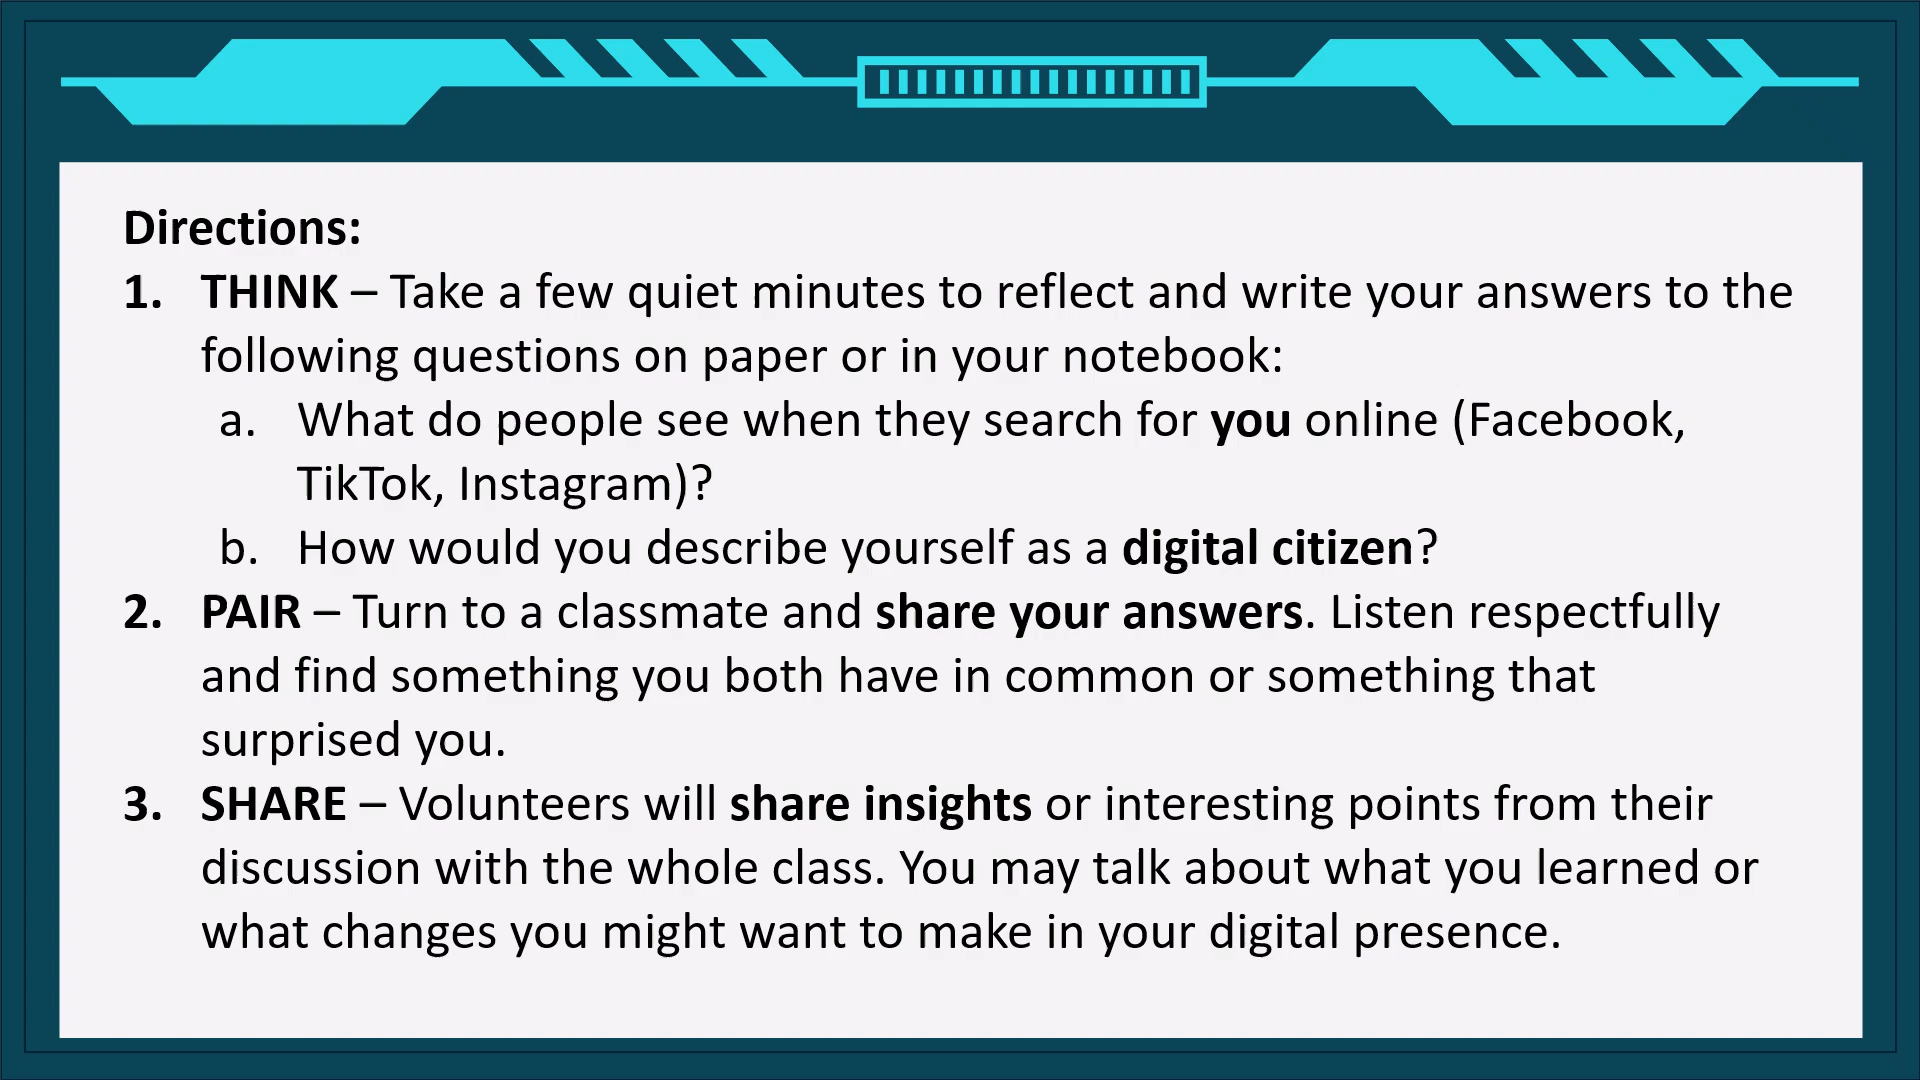 Directions:
1. THINK – Take a few quiet minutes to reflect and write your answers to the
following questions on paper or in your notebook:
a. What do people see when they search for you online (Facebook,
TikTok, Instagram)?
b. How would you describe yourself as a digital citizen?
2. PAIR – Turn to a classmate and share your answers. Listen respectfully
and find something you both have in common or something that
surprised you.
3. SHARE – Volunteers will share insights or interesting points from their
discussion with the whole class. You may talk about what you learned or
what changes you might want to make in your digital presence.